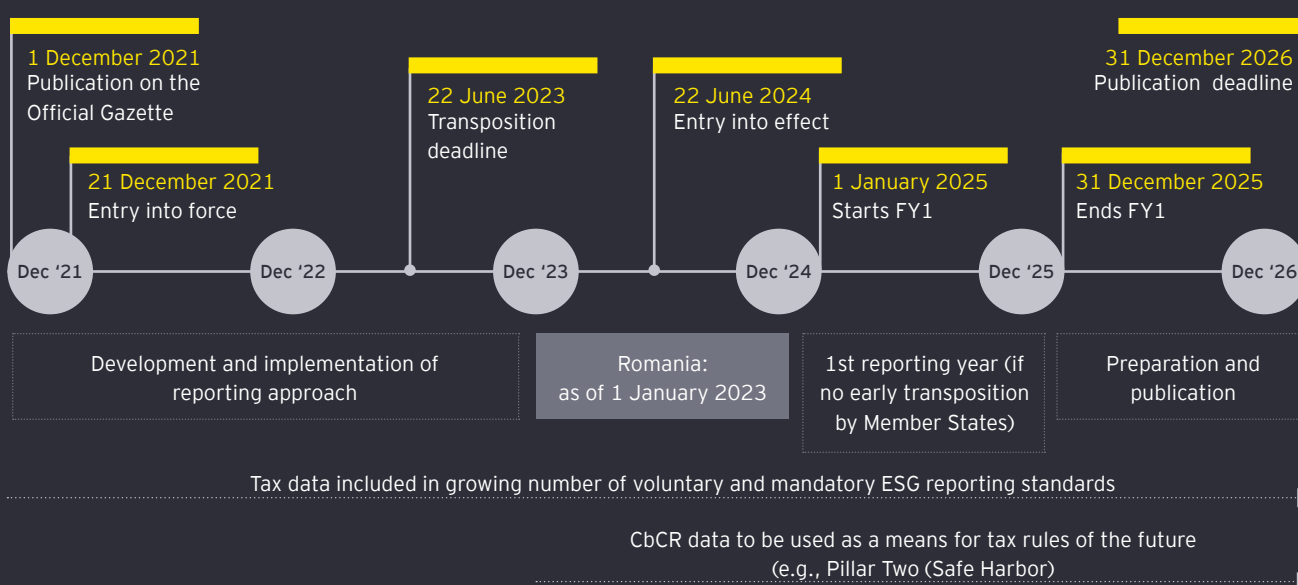 1 December 2021
Publication on the
Official Gazette
21 December 2021
Entry into force
22 June 2023
Transposition
deadline
22 June 2024
Entry into effect
1 January 2025
Starts FY1
31 December 2025
Ends FY1
31 December 2026
Publication deadline
Dec ‘21
Dec ‘22
Dec ‘23
Dec ‘24
Dec ‘25
Dec ‘26
Development and implementation of
reporting approach
Romania:
as of 1 January 2023
1st reporting year (if
no early transposition
by Member States)
Preparation and
publication
Tax data included in growing number of voluntary and mandatory ESG reporting standards
CbCR data to be used as a means for tax rules of the future
(e.g., Pillar Two (Safe Harbor)